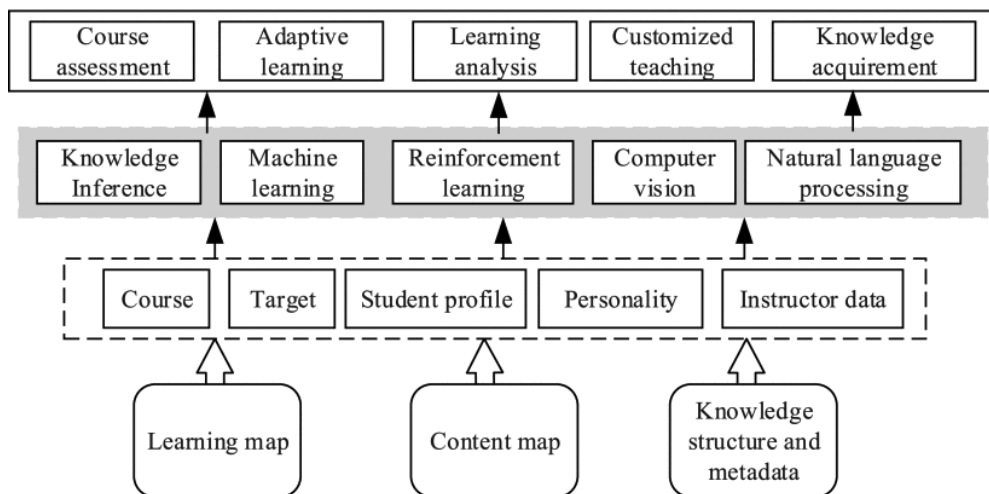 Course
assessment
Adaptive
learning
Learning
analysis
Customized
teaching
Knowledge
acquirement
Knowledge
Inference
Machine
learning
Reinforcement
learning
Computer
vision
Natural language
processing
Course
Target
Student profile
Personality
Instructor data
Learning map
Content map
Knowledge
structure and
metadata